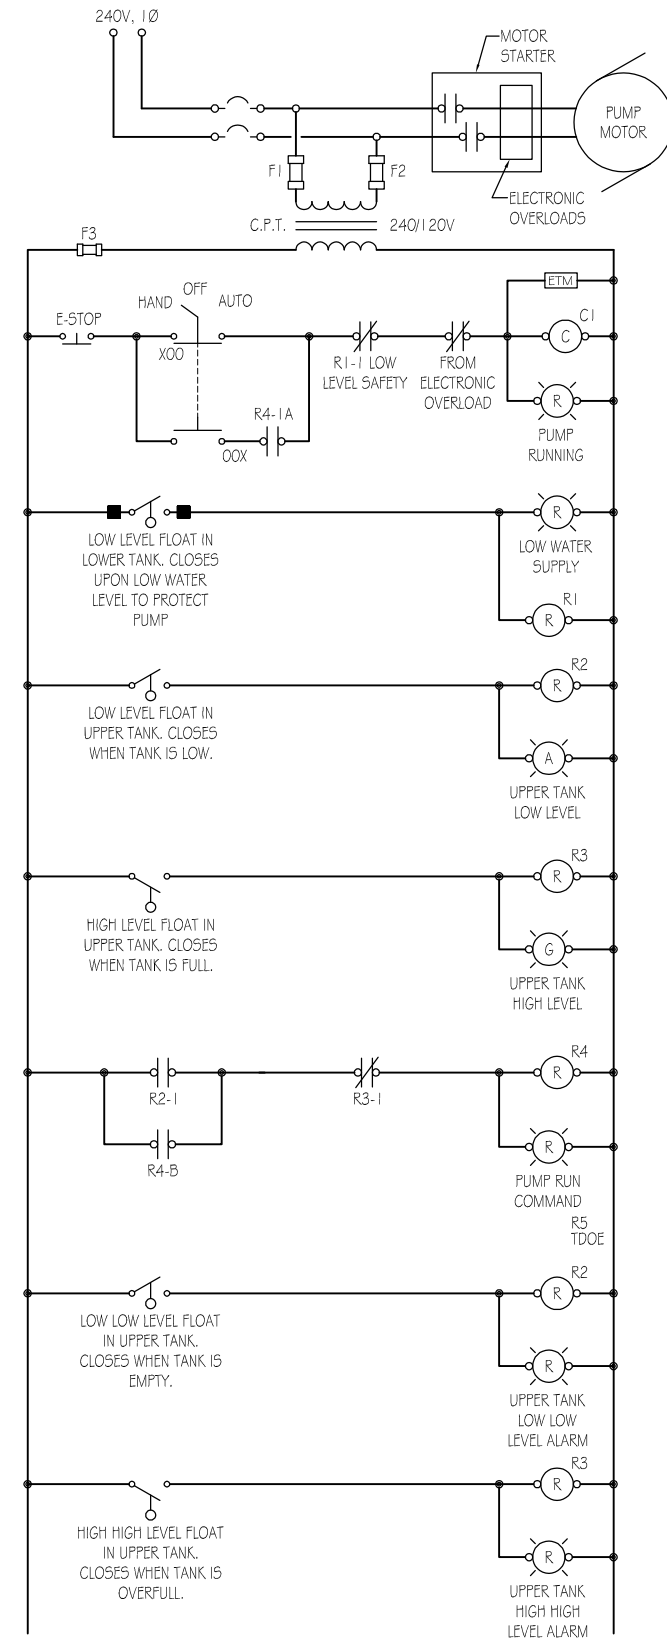 240V, 1Ø
MOTOR
STARTER
PUMP
MOTOR
F1
F2
ELECTRONIC
OVERLOADS
C.P.T.
240/120V
F3
ETM
HAND
OFF
AUTO
E-STOP
C1
C
X00
R1-1 LOW
LEVEL SAFETY
FROM
ELECTRONIC
OVERLOAD
R
PUMP
RUNNING
R4-1A
00X
R
LOW WATER
SUPPLY
LOW LEVEL FLOAT IN
LOWER TANK. CLOSES
UPON LOW WATER
LEVEL TO PROTECT
PUMP
R1
R
R2
R
LOW LEVEL FLOAT IN
UPPER TANK. CLOSES
WHEN TANK IS LOW.
A
UPPER TANK
LOW LEVEL
R3
R
HIGH LEVEL FLOAT IN
UPPER TANK. CLOSES
WHEN TANK IS FULL.
G
UPPER TANK
HIGH LEVEL
R4
R
R2-1
R3-1
R4-B
R
PUMP RUN
COMMAND
R5
TDOE
R2
R
LOW LOW LEVEL FLOAT
IN UPPER TANK.
CLOSES WHEN TANK IS
EMPTY.
R
UPPER TANK
LOW LOW
LEVEL ALARM
R3
R
HIGH HIGH LEVEL FLOAT
IN UPPER TANK.
CLOSES WHEN TANK IS
OVERFULL.
R
UPPER TANK
HIGH HIGH
LEVEL ALARM